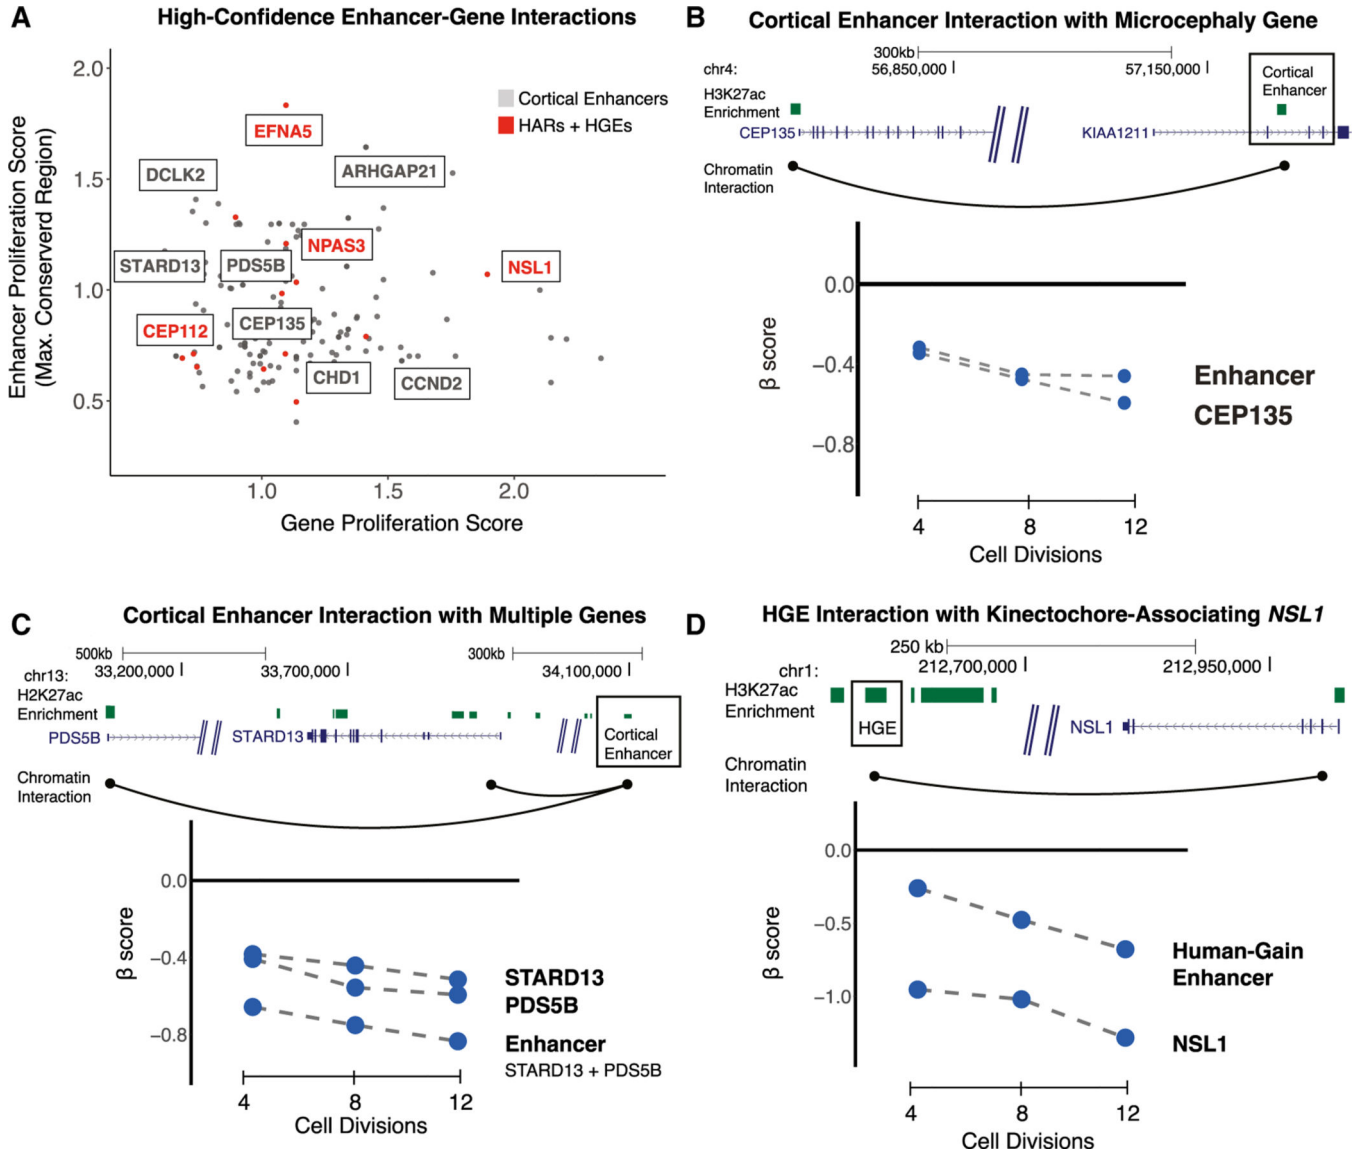 A
High-Confidence Enhancer-Gene Interactions
Enhancer Proliferation Score
(Max. Conserverd Region)
2.0
1.5
1.0
0.5
Cortical Enhancers
HARs + HGEs
EFNA5
DCLK2
ARHGAP21
NPAS3
STARD13
PDS5B
NSL1
CEP112
CEP135
CHD1
CCND2
1.0
1.5
2.0
Gene Proliferation Score
B
Cortical Enhancer Interaction with Microcephaly Gene
300kb
chr4:
56,850,000
57,150,000
Cortical
Enhancer
H3K27ac
Enrichment
CEP135
KIAA1211
Chromatin
Interaction
β score
0.0
−0.4
−0.8
Enhancer
CEP135
4
8
12
Cell Divisions
C
Cortical Enhancer Interaction with Multiple Genes
500kb
300kb
chr13:
33,200,000
33,700,000
34,100,000
H2K27ac
Enrichment
PDS5B
STARD13
Cortical
Enhancer
Chromatin
Interaction
β score
0.0
−0.4
−0.8
STARD13
PDS5B
Enhancer
STARD13 + PDS5B
4
8
12
Cell Divisions
D
HGE Interaction with Kinectochore-Associating NSL1
250 kb
chr1:
212,700,000
212,950,000
H3K27ac
Enrichment
HGE
NSL1
Chromatin
Interaction
β score
0.0
−0.5
−1.0
Human-Gain
Enhancer
NSL1
4
8
12
Cell Divisions